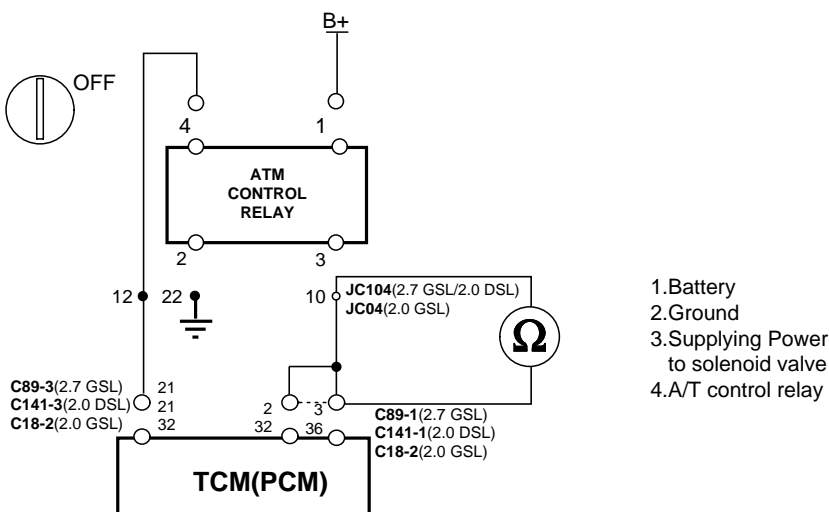 B+
OFF
4
1
ATM
CONTROL
RELAY
2
3
12
22
10
JC104(2.7 GSL/2.0 DSL)
JC04(2.0 GSL)
Ω
1.Battery
2.Ground
3.Supplying Power
to solenoid valve
4.A/T control relay
C89-3(2.7 GSL)
C141-3(2.0 DSL)
C18-2(2.0 GSL)
21
21
32
2
3
32
36
C89-1(2.7 GSL)
C141-1(2.0 DSL)
C18-2(2.0 GSL)
TCM(PCM)